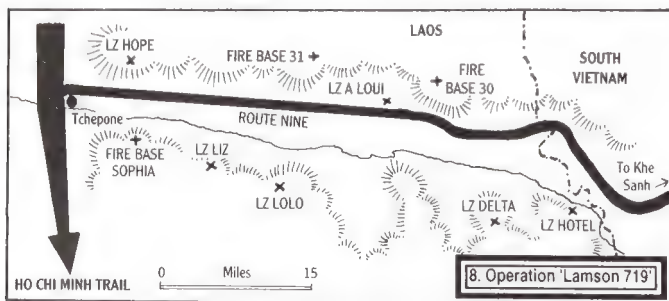 LAOS
LZ HOPE
FIRE BASE 31
SOUTH
VIETNAM
FIRE
BASE 30
LZ A LOUI
Tchepone
ROUTE NINE
To Khe
Sanh
FIRE BASE
SOPHIA
LZ LIZ
LZ LOLO
LZ DELTA
LZ HOTEL
HO CHI MINH TRAIL
0 Miles 15
8. Operation 'Lamson 719'